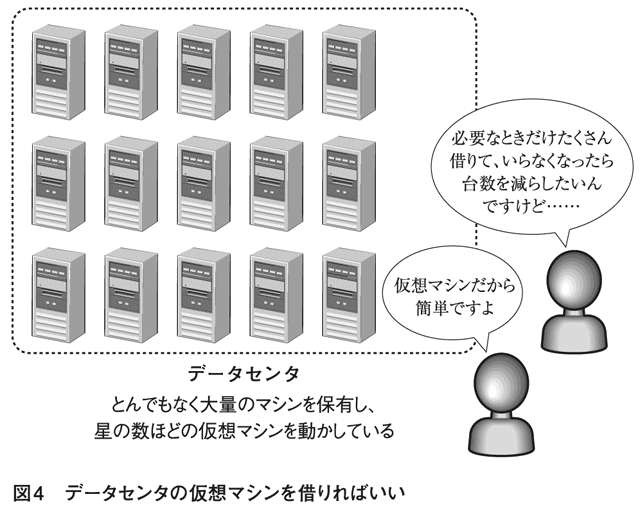 必要なときだけたくさん
借りて、いらなくなったら
台数を減らしたいん
ですけど……
仮想マシンだから
簡単ですよ
データセンタ
とんでもなく大量のマシンを保有し、
星の数ほどの仮想マシンを動かしている
図4　データセンタの仮想マシンを借りればいい